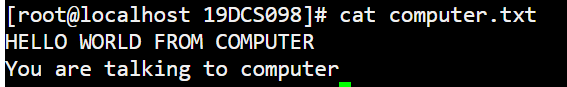 [root@localhost 19DCS098]# cat computer.txt
HELLO WORLD FROM COMPUTER
You are talking to computer